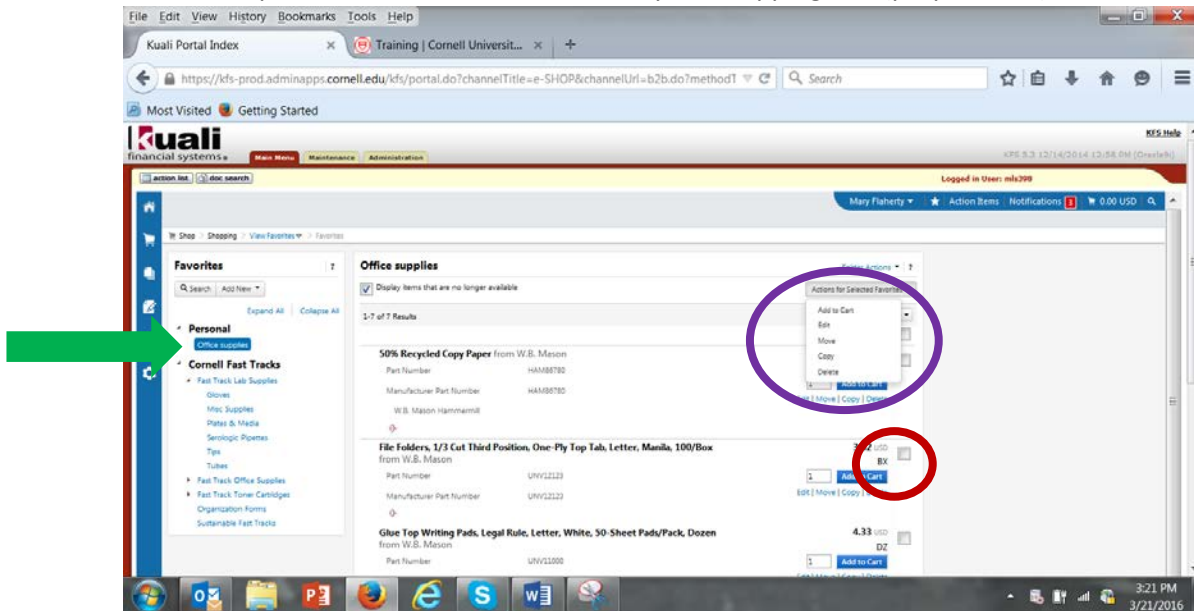 File Edit View History Bookmarks Tools Help
Kuali Portal Index × Training | Cornell Universit... × +
https://kfs-prod.adminapps.cornell.edu/kfs/portal.do?channelTitle=e-SHOP&channelUrl=b2b.do?methodT Search
Most Visited Getting Started
Kuali KFS Help
financial systems Main Menu Maintenance Administration
action list doc search Logged in User: mls398
Mary Flaherty Action Items Notifications 1 0.00 USD
Shop > Shopping > View Favorites > Favorites
Favorites ?
Search Add New
Expand All Collapse All
Personal
Office supplies
Cornell Fast Tracks
Fast Track Lab Supplies
Gloves
Misc Supplies
Plates & Media
Serologic Pipettes
Tips
Tubes
Fast Track Office Supplies
Fast Track Toner Cartridges
Organization Forms
Sustainable Fast Tracks
Office supplies Folder Actions ?
Display items that are no longer available Actions for Selected Favorites
1-7 of 7 Results
Add to Cart
Edit
Move
Copy
Delete
50% Recycled Copy Paper from W.B. Mason
Part Number HAM86780
Manufacturer Part Number HAM86780
1 Add to Cart
Edit | Move | Copy | Delete
W.B. Mason Hammermill
File Folders, 1/3 Cut Third Position, One-Ply Top Tab, Letter, Manila, 100/Box
from W.B. Mason
USD
BX
Part Number UNV12123
1 Add to Cart
Manufacturer Part Number UNV12123
Edit | Move | Copy |
Glue Top Writing Pads, Legal Rule, Letter, White, 50-Sheet Pads/Pack, Dozen 4.33 USD
from W.B. Mason DZ
Part Number UNV11000
1 Add to Cart
3:21 PM
3/21/2016